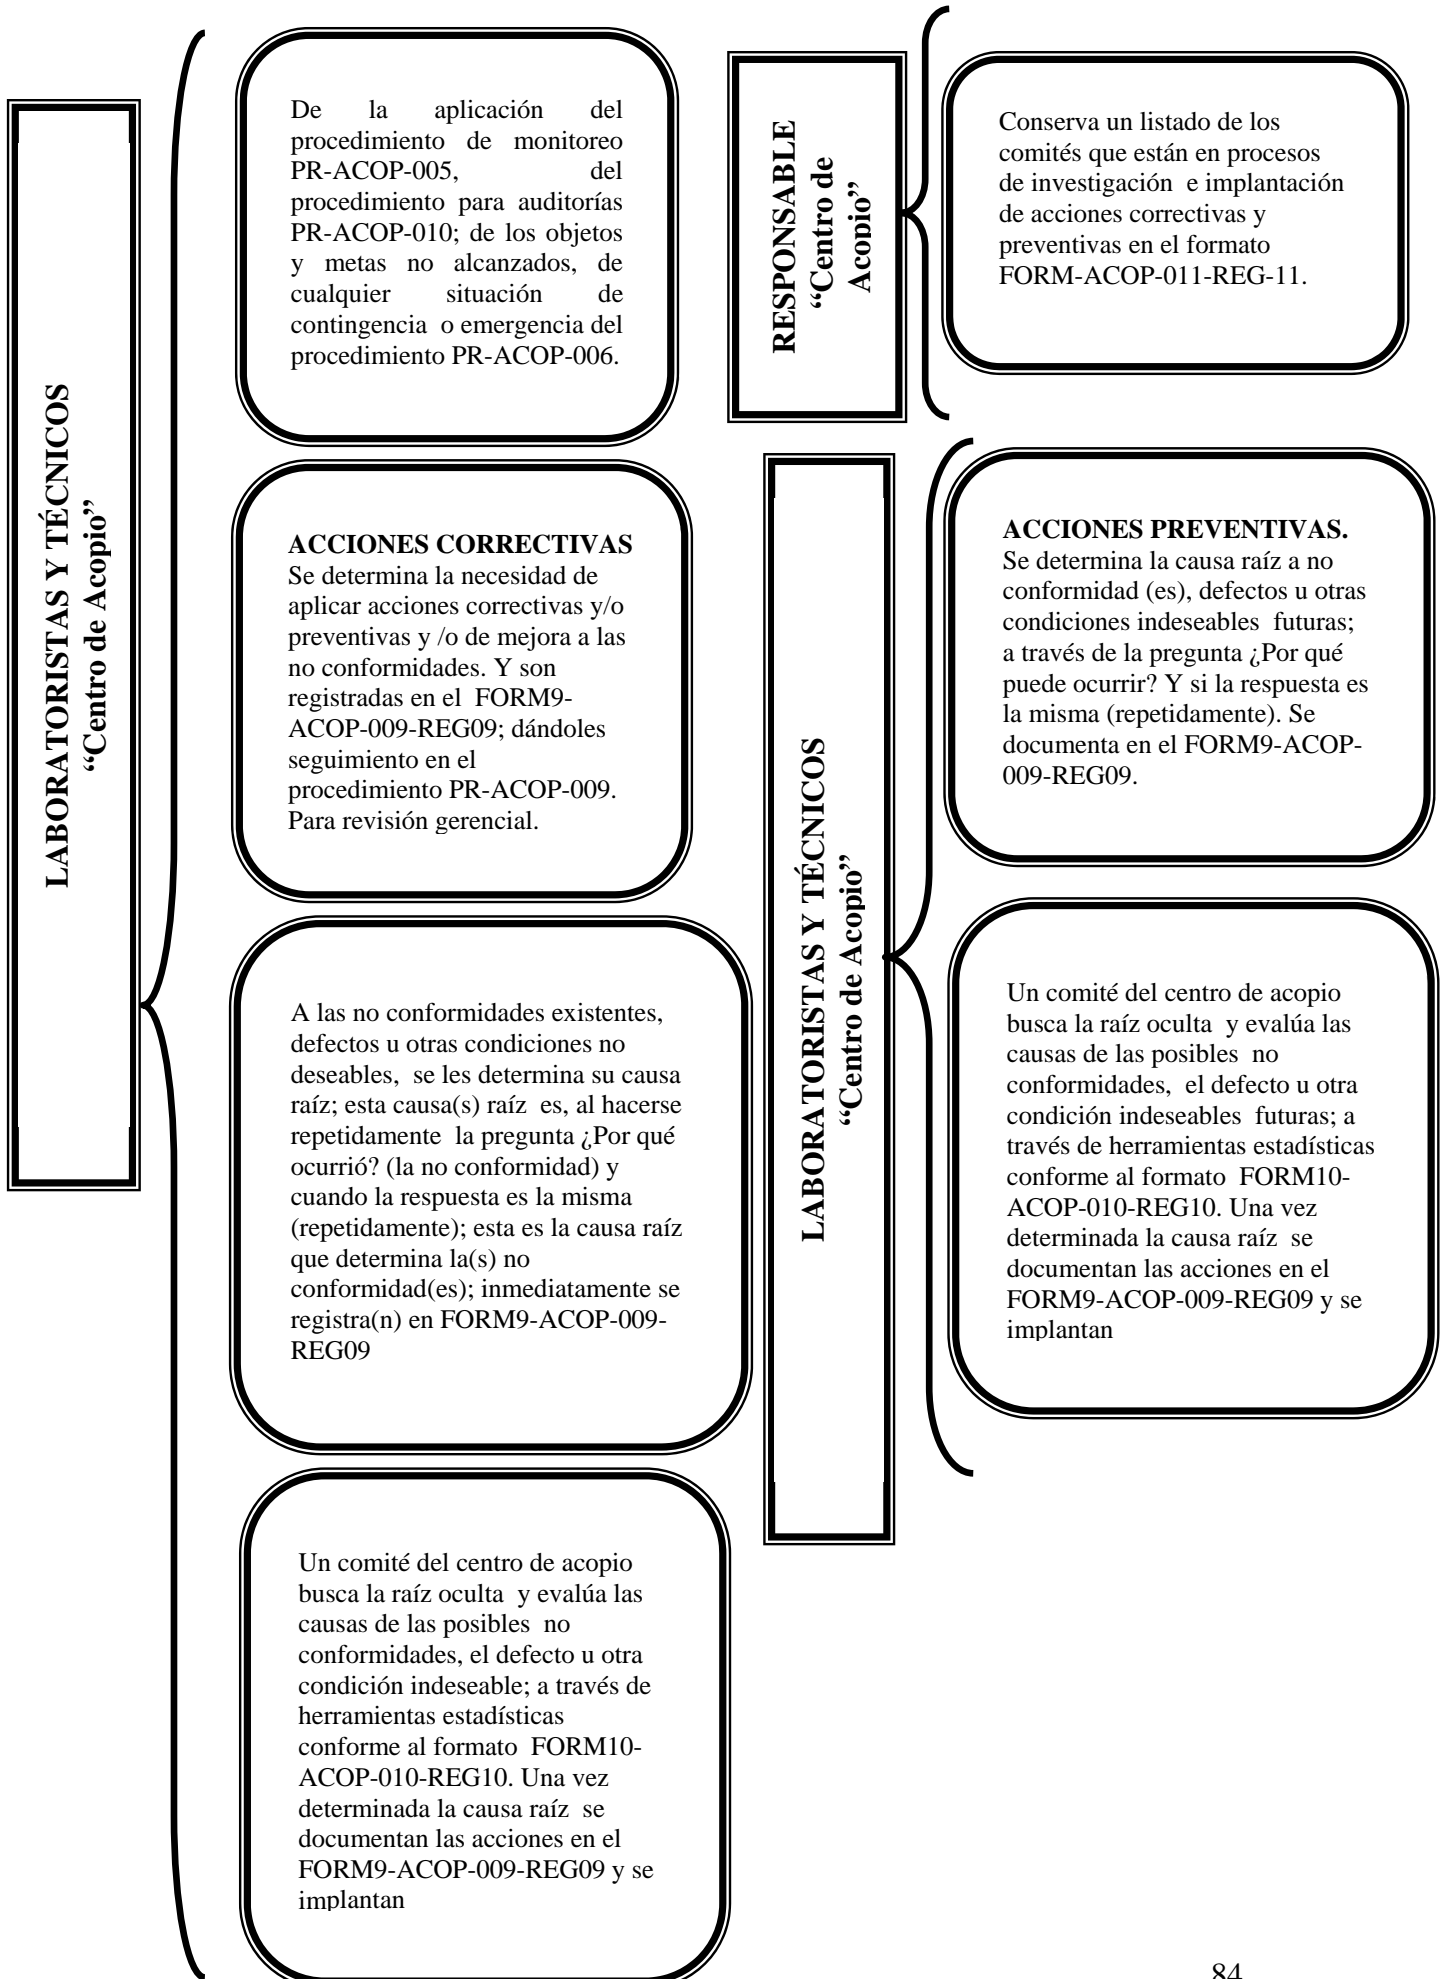 LABORATORISTAS Y TÉCNICOS
“Centro de Acopio”
De la aplicación del
procedimiento de monitoreo
PR-ACOP-005, del
procedimiento para auditorías
PR-ACOP-010; de los objetos
y metas no alcanzados, de
cualquier situación de
contingencia o emergencia del
procedimiento PR-ACOP-006.
ACCIONES CORRECTIVAS
Se determina la necesidad de
aplicar acciones correctivas y/o
preventivas y /o de mejora a las
no conformidades. Y son
registradas en el FORM9-
ACOP-009-REG09; dándoles
seguimiento en el
procedimiento PR-ACOP-009.
Para revisión gerencial.
A las no conformidades existentes,
defectos u otras condiciones no
deseables, se les determina su causa
raíz; esta causa(s) raíz es, al hacerse
repetidamente la pregunta ¿Por qué
ocurrió? (la no conformidad) y
cuando la respuesta es la misma
(repetidamente); esta es la causa raíz
que determina la(s) no
conformidad(es); inmediatamente se
registra(n) en FORM9-ACOP-009-
REG09
Un comité del centro de acopio
busca la raíz oculta y evalúa las
causas de las posibles no
conformidades, el defecto u otra
condición indeseable; a través de
herramientas estadísticas
conforme al formato FORM10-
ACOP-010-REG10. Una vez
determinada la causa raíz se
documentan las acciones en el
FORM9-ACOP-009-REG09 y se
implantan
RESPONSABLE
“Centro de
Acopio”
Conserva un listado de los
comités que están en procesos
de investigación e implantación
de acciones correctivas y
preventivas en el formato
FORM-ACOP-011-REG-11.
LABORATORISTAS Y TÉCNICOS
“Centro de Acopio”
ACCIONES PREVENTIVAS.
Se determina la causa raíz a no
conformidad (es), defectos u otras
condiciones indeseables futuras;
a través de la pregunta ¿Por qué
puede ocurrir? Y si la respuesta es
la misma (repetidamente). Se
documenta en el FORM9-ACOP-
009-REG09.
Un comité del centro de acopio
busca la raíz oculta y evalúa las
causas de las posibles no
conformidades, el defecto u otra
condición indeseables futuras; a
través de herramientas estadísticas
conforme al formato FORM10-
ACOP-010-REG10. Una vez
determinada la causa raíz se
documentan las acciones en el
FORM9-ACOP-009-REG09 y se
implantan
84